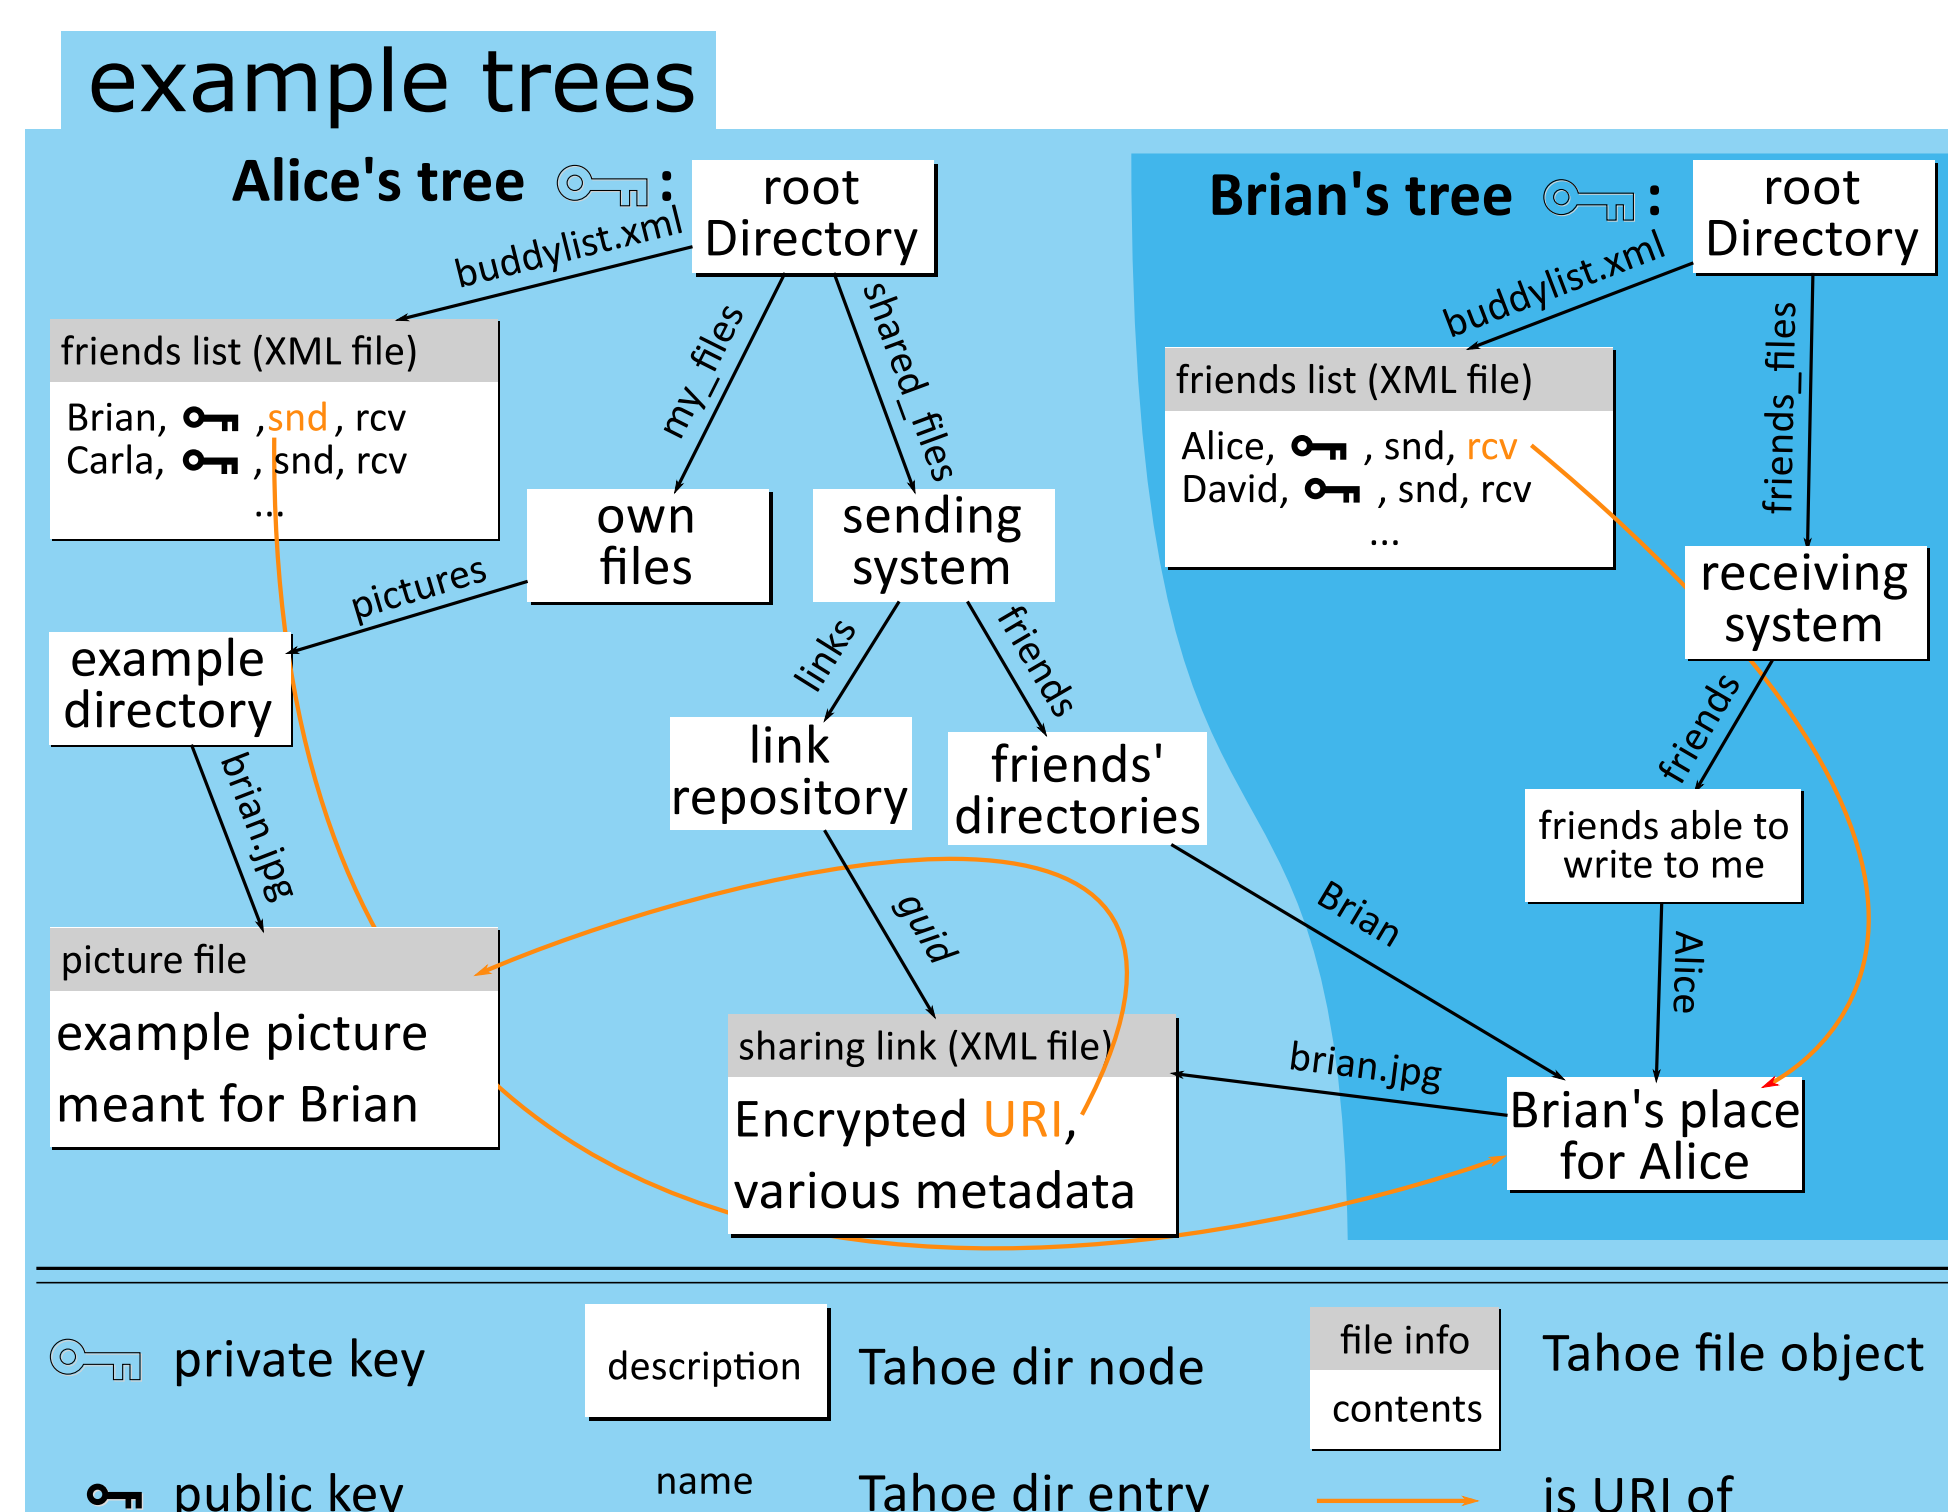 example trees
Alice's tree :
root
Directory
buddylist.xml
my_files
shared_files
friends list (XML file)
Brian, , snd , rcv
Carla, , snd, rcv
...
own
files
sending
system
pictures
links
friends
example
directory
link
repository
friends'
directories
brian.jpg
guid
Brian
picture file
example picture
meant for Brian
sharing link (XML file)
Encrypted URI,
various metadata
brian.jpg
Brian's tree :
root
Directory
buddylist.xml
friends_files
friends list (XML file)
Alice, , snd, rcv
David, , snd, rcv
...
receiving
system
friends
friends able to
write to me
Alice
Brian's place
for Alice
private key
description
Tahoe dir node
file info
contents
Tahoe file object
public key
name
Tahoe dir entry
is URI of